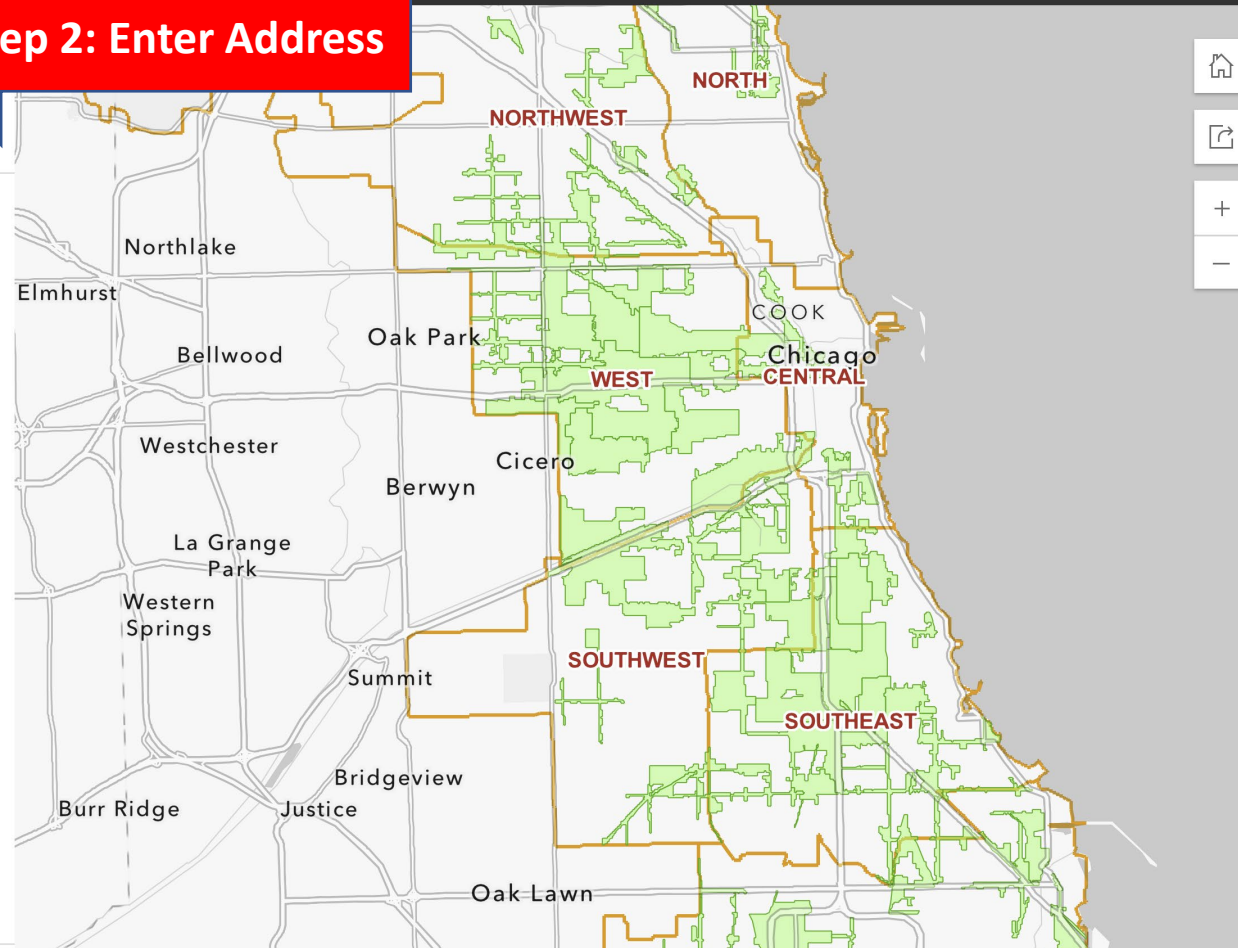 ep 2: Enter Address
NORTH
NORTHWEST
Northlake
Elmhurst
COOK
Oak Park
Bellwood
Chicago
WEST
CENTRAL
Westchester
Cicero
Berwyn
La Grange
Park
Western
Springs
SOUTHWEST
Summit
SOUTHEAST
Bridgeview
Burr Ridge
Justice
Oak Lawn
+
−